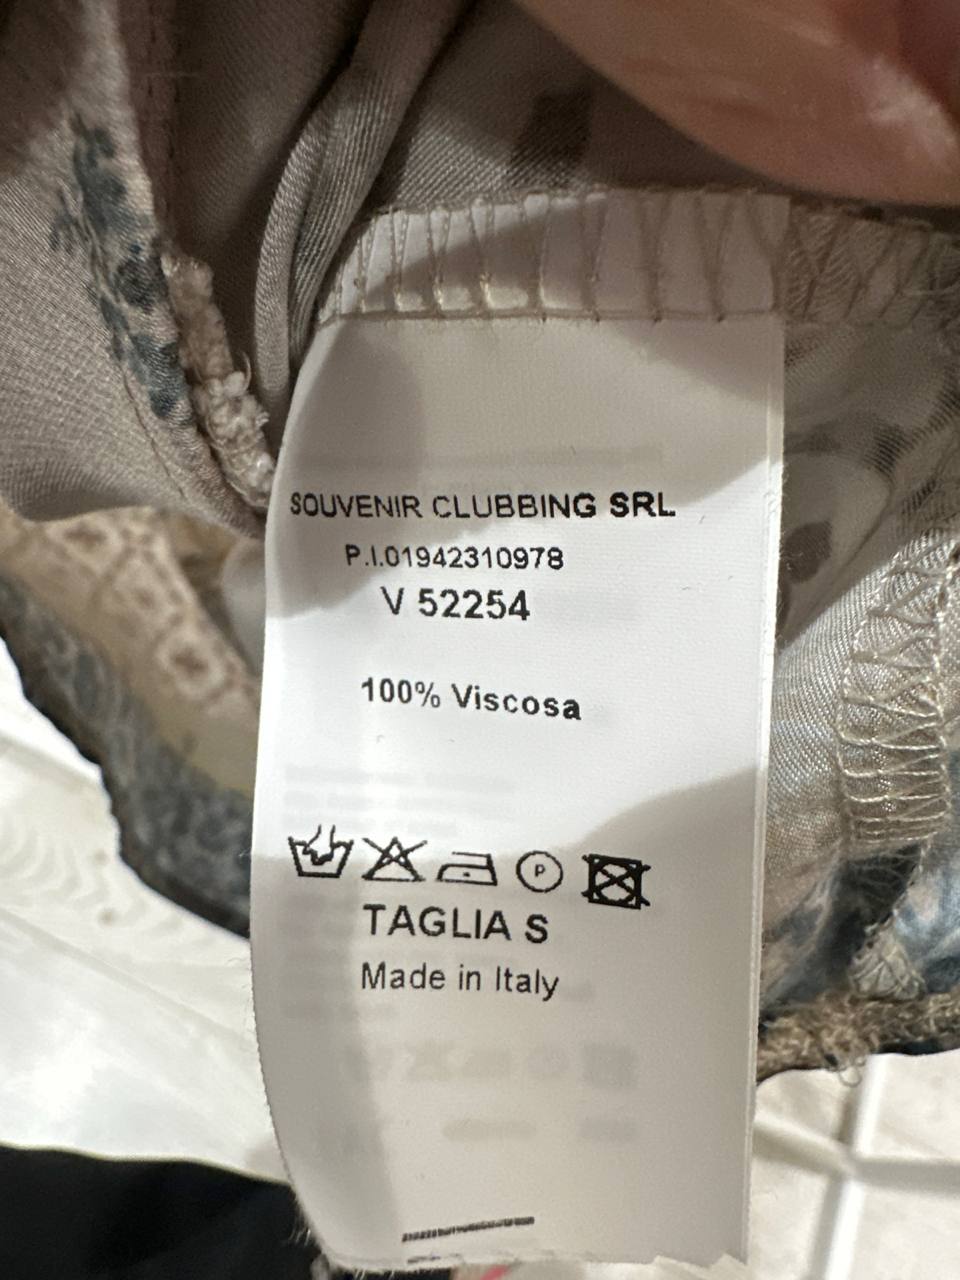 SOUVENIR CLUBBING SRL
P.I.01942310978
V 52254
100% Viscosa
P
TAGLIA S
Made in Italy